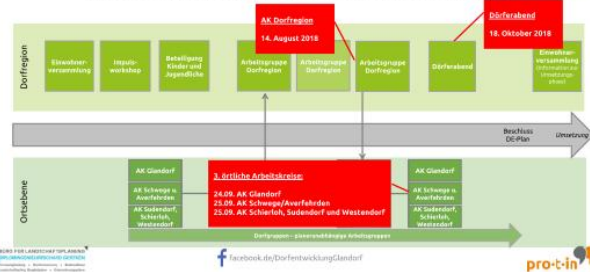 AK Dorfregion
14. August 2018
Dörferabend
18. Oktober 2018
Dorfregion
Einwohner-
versammlung
Impuls-
workshop
Beteiligung
Kinder und
Jugendliche
Arbeitsgruppe
Dorfregion
Arbeitsgruppe
Dorfregion
Arbeitsgruppe
Dorfregion
Dörferabend
Einwohner-
versammlung
Beschluss
DE-Plan
Umsetzung
Ortsebene
AK Glandorf
AK Schwege u.
Averfehrden
AK Sudendorf,
Schierloh,
Westendorf
3. örtliche Arbeitskreise:
24.09. AK Glandorf
25.09. AK Schwege/Averfehrden
25.09. AK Schierloh, Sudendorf und Westendorf
AK Glandorf
AK Schwege u.
Averfehrden
AK Sudendorf,
Schierloh,
Westendorf
Dorfgruppen – planerunabhängige Arbeitsgruppen
facebook.de/DorfentwicklungGlandorf
pro-t-in